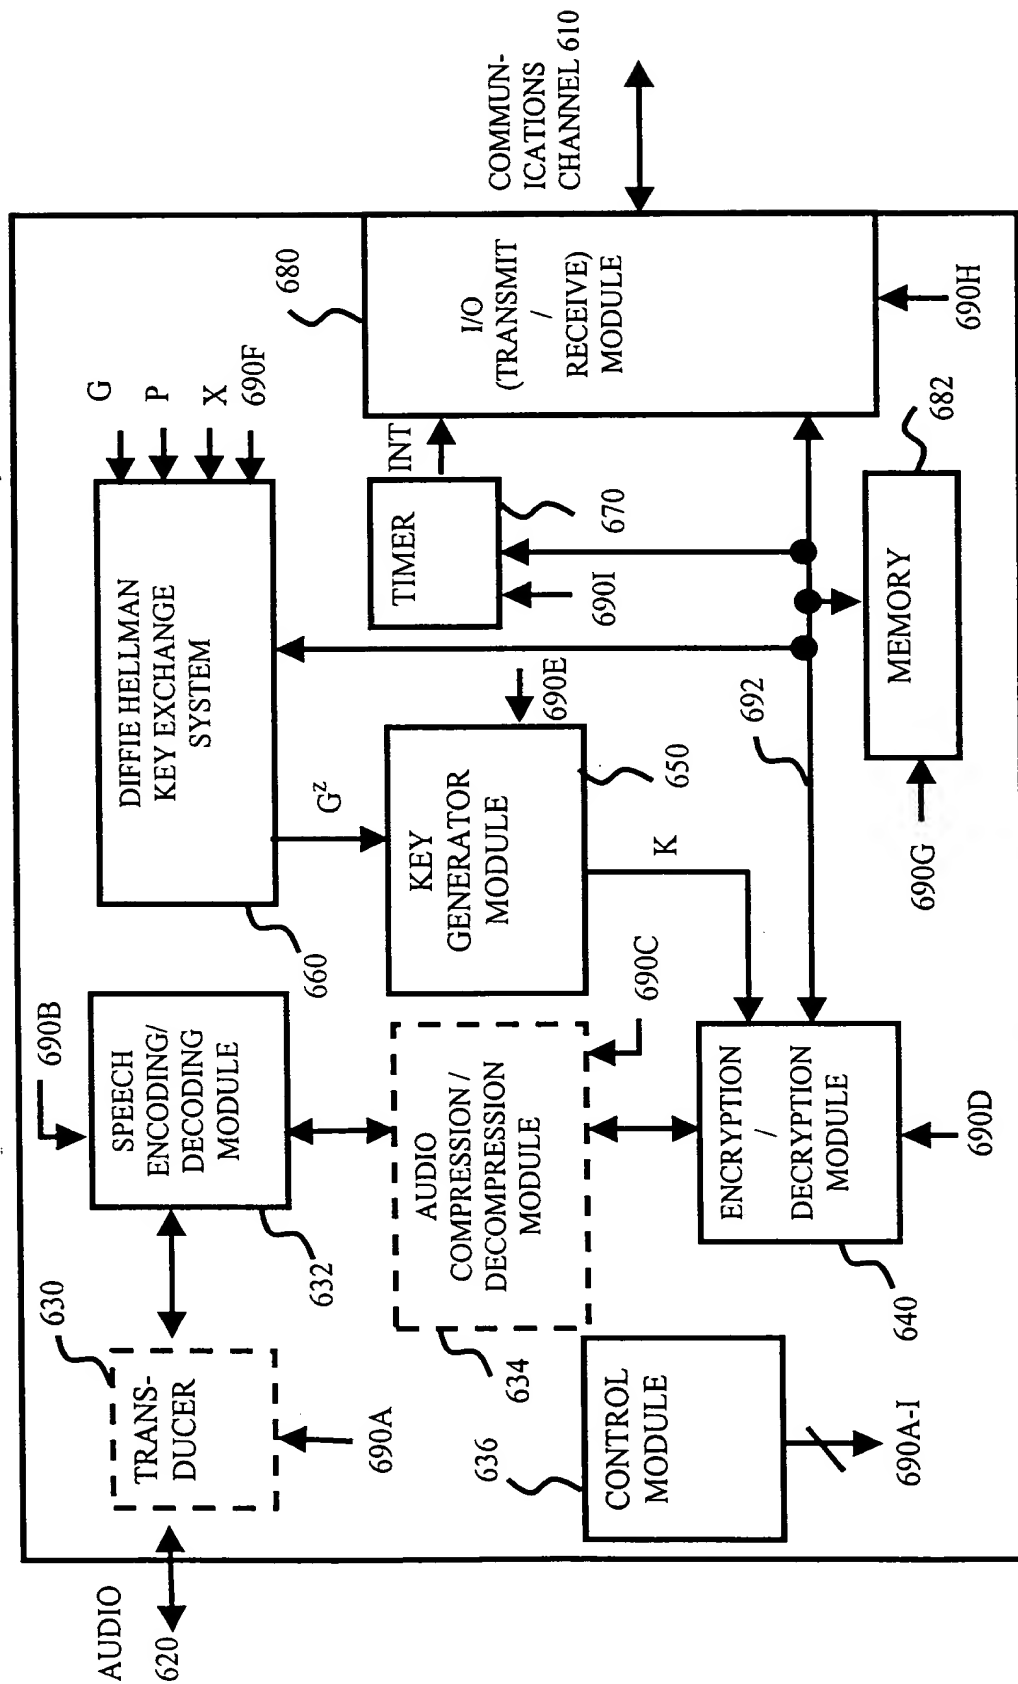 AUDIO
620
TRANS-
DUCER
630
690A
690B
SPEECH
ENCODING/
DECODING
MODULE
632
DIFFIE HELLMAN
KEY EXCHANGE
SYSTEM
660
G
P
X
690F
G^z
AUDIO
COMPRESSION /
DECOMPRESSION
MODULE
634
690C
KEY
GENERATOR
MODULE
690E
650
K
TIMER
INT
670
690I
680
I/O
(TRANSMIT
/
RECEIVE)
MODULE
690H
COMMUN-
ICATIONS
CHANNEL 610
CONTROL
MODULE
636
690A-I
ENCRYPTION
/
DECRYPTION
MODULE
640
690D
692
MEMORY
682
690G